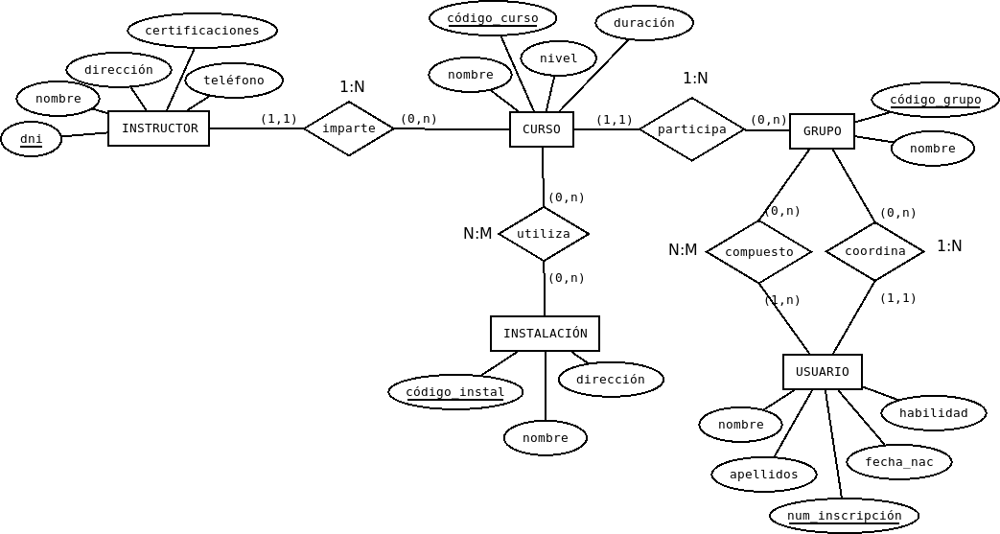 código_curso
duración
certificaciones
nivel
dirección
nombre
teléfono
1:N
1:N
nombre
código_grupo
dni
INSTRUCTOR
(1,1)
imparte
(0,n)
CURSO
(1,1)
participa
(0,n)
GRUPO
nombre
(0,n)
(0,n)
(0,n)
N:M
utiliza
N:M
compuesto
coordina
1:N
(0,n)
(1,n)
(1,1)
INSTALACIÓN
USUARIO
código_instal
dirección
nombre
nombre
habilidad
apellidos
fecha_nac
num_inscripción